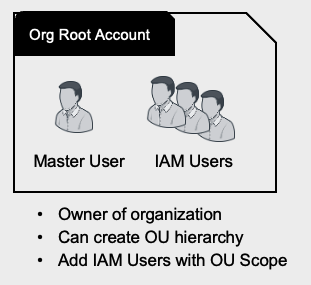 Org Root Account
Master User
IAM Users
• Owner of organization
• Can create OU hierarchy
• Add IAM Users with OU Scope